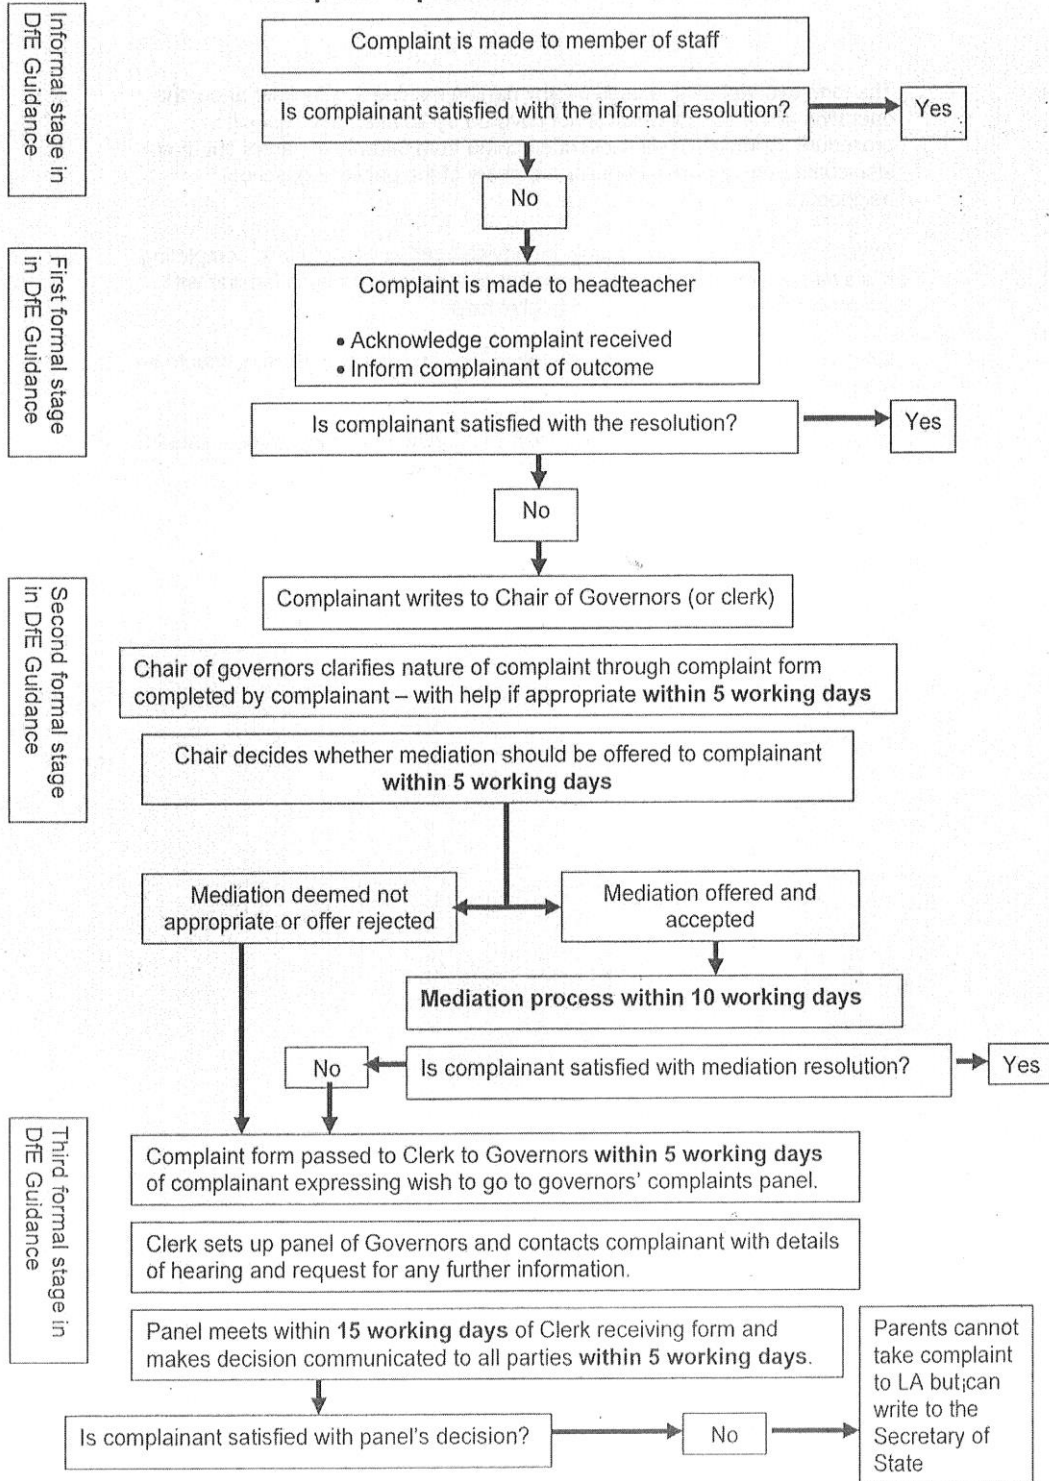 Informal stage in
DfE Guidance
Complaint is made to member of staff
Is complainant satisfied with the informal resolution?
Yes
No
First formal stage
in DfE Guidance
Complaint is made to headteacher
• Acknowledge complaint received
• Inform complainant of outcome
Is complainant satisfied with the resolution?
Yes
No
Second formal stage
in DfE Guidance
Complainant writes to Chair of Governors (or clerk)
Chair of governors clarifies nature of complaint through complaint form
completed by complainant – with help if appropriate within 5 working days
Chair decides whether mediation should be offered to complainant
within 5 working days
Mediation deemed not
appropriate or offer rejected
Mediation offered and
accepted
Mediation process within 10 working days
No
Is complainant satisfied with mediation resolution?
Yes
Third formal stage in
DfE Guidance
Complaint form passed to Clerk to Governors within 5 working days
of complainant expressing wish to go to governors' complaints panel.
Clerk sets up panel of Governors and contacts complainant with details
of hearing and request for any further information.
Panel meets within 15 working days of Clerk receiving form and
makes decision communicated to all parties within 5 working days.
Is complainant satisfied with panel's decision?
No
Parents cannot
take complaint
to LA but can
write to the
Secretary of
State